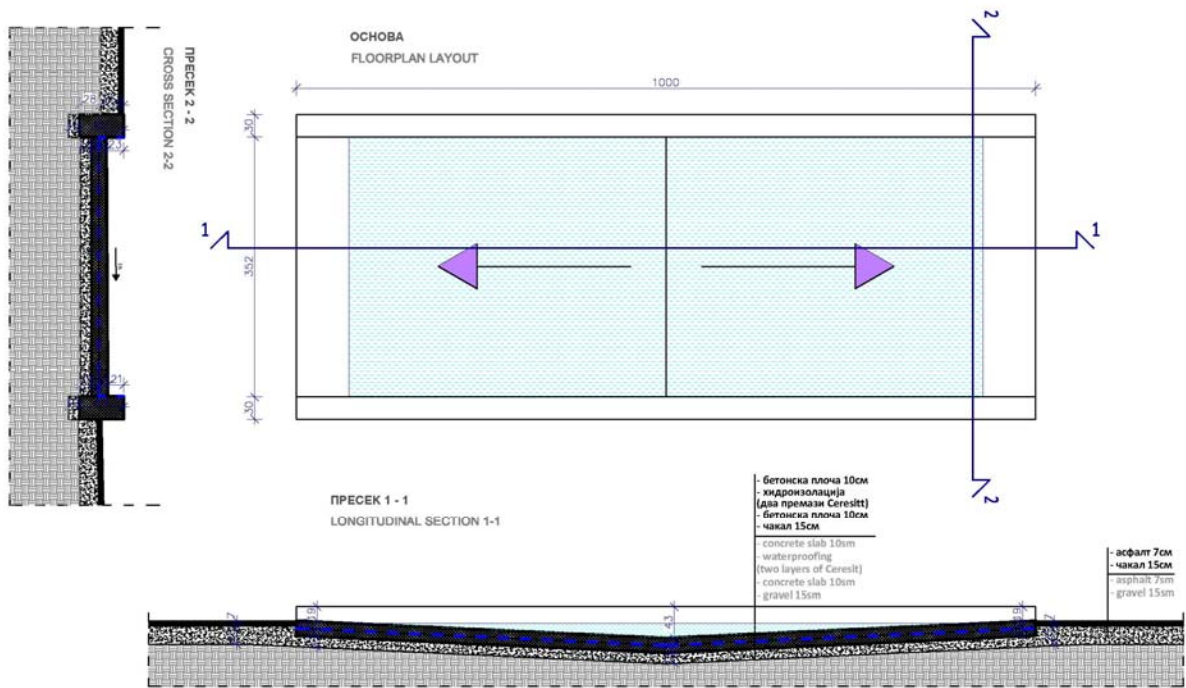 ОСНОВА
FLOORPLAN LAYOUT
1000
2
ПРЕСЕК 2 - 2
CROSS SECTION 2-2
28
23
30
1
1
352
21
30
2
ПРЕСЕК 1 - 1
LONGITUDINAL SECTION 1-1
- бетонска плоча 10см
- хидроизолација
(два премази Ceresitt)
- бетонска плоча 10см
- чакал 15см
- concrete slab 10sm
- waterproofing
(two layers of Ceresit)
- concrete slab 10sm
- gravel 15sm
- асфалт 7см
- чакал 15см
- asphalt 7sm
- gravel 15sm
7
43